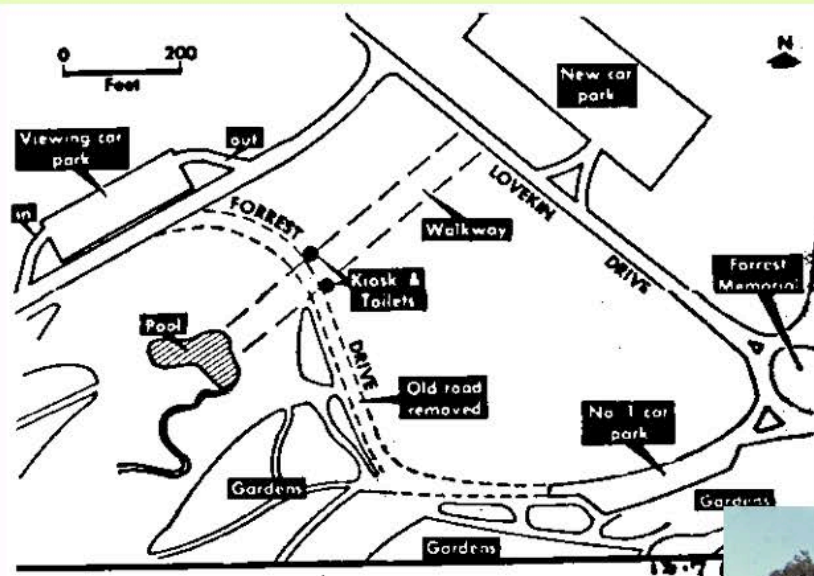 0 200
Feet
N
New car
park
Viewing car
park
out
in
FORREST
LOVEKIN
Walkway
DRIVE
Forrest
Memorial
Kiosk &
Toilets
Pool
DRIVE
Old road
removed
No. 1 car
park
Gardens
Gardens
Gardens